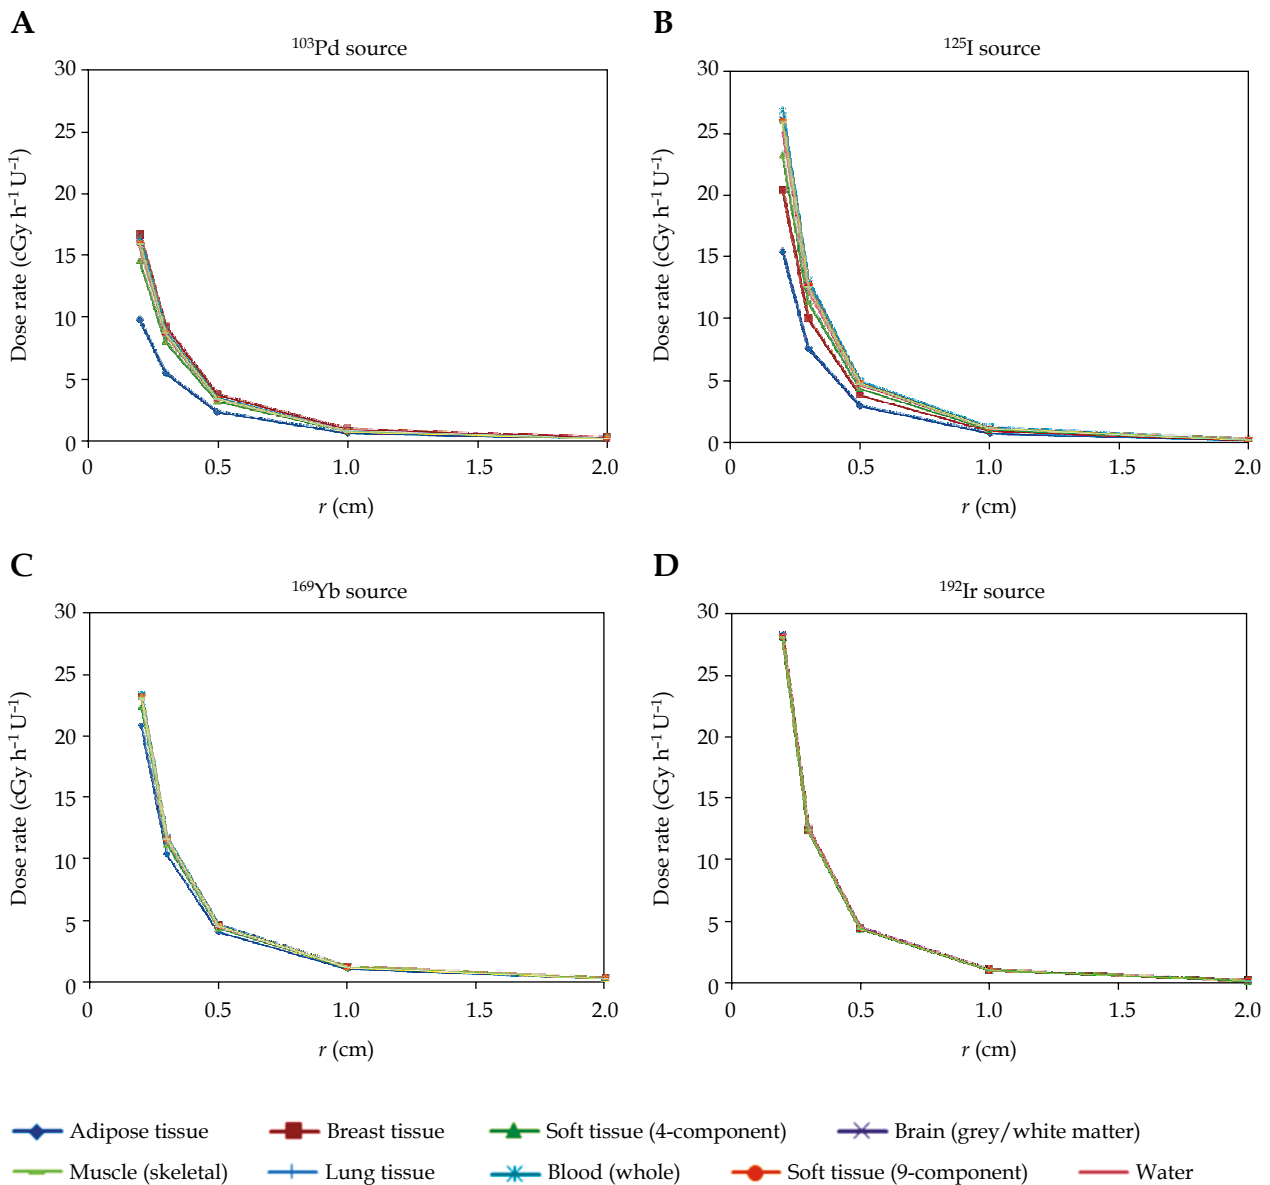 A
¹⁰³Pd source
30
25
20
15
10
5
0
0 0.5 1.0 1.5 2.0
Dose rate (cGy h⁻¹ U⁻¹)
r (cm)
B
¹²⁵I source
30
25
20
15
10
5
0
0 0.5 1.0 1.5 2.0
Dose rate (cGy h⁻¹ U⁻¹)
r (cm)
C
¹⁶⁹Yb source
30
25
20
15
10
5
0
0 0.5 1.0 1.5 2.0
Dose rate (cGy h⁻¹ U⁻¹)
r (cm)
D
¹⁹²Ir source
30
25
20
15
10
5
0
0 0.5 1.0 1.5 2.0
Dose rate (cGy h⁻¹ U⁻¹)
r (cm)
Adipose tissue Breast tissue Soft tissue (4-component) Brain (grey/white matter)
Muscle (skeletal) Lung tissue Blood (whole) Soft tissue (9-component) Water